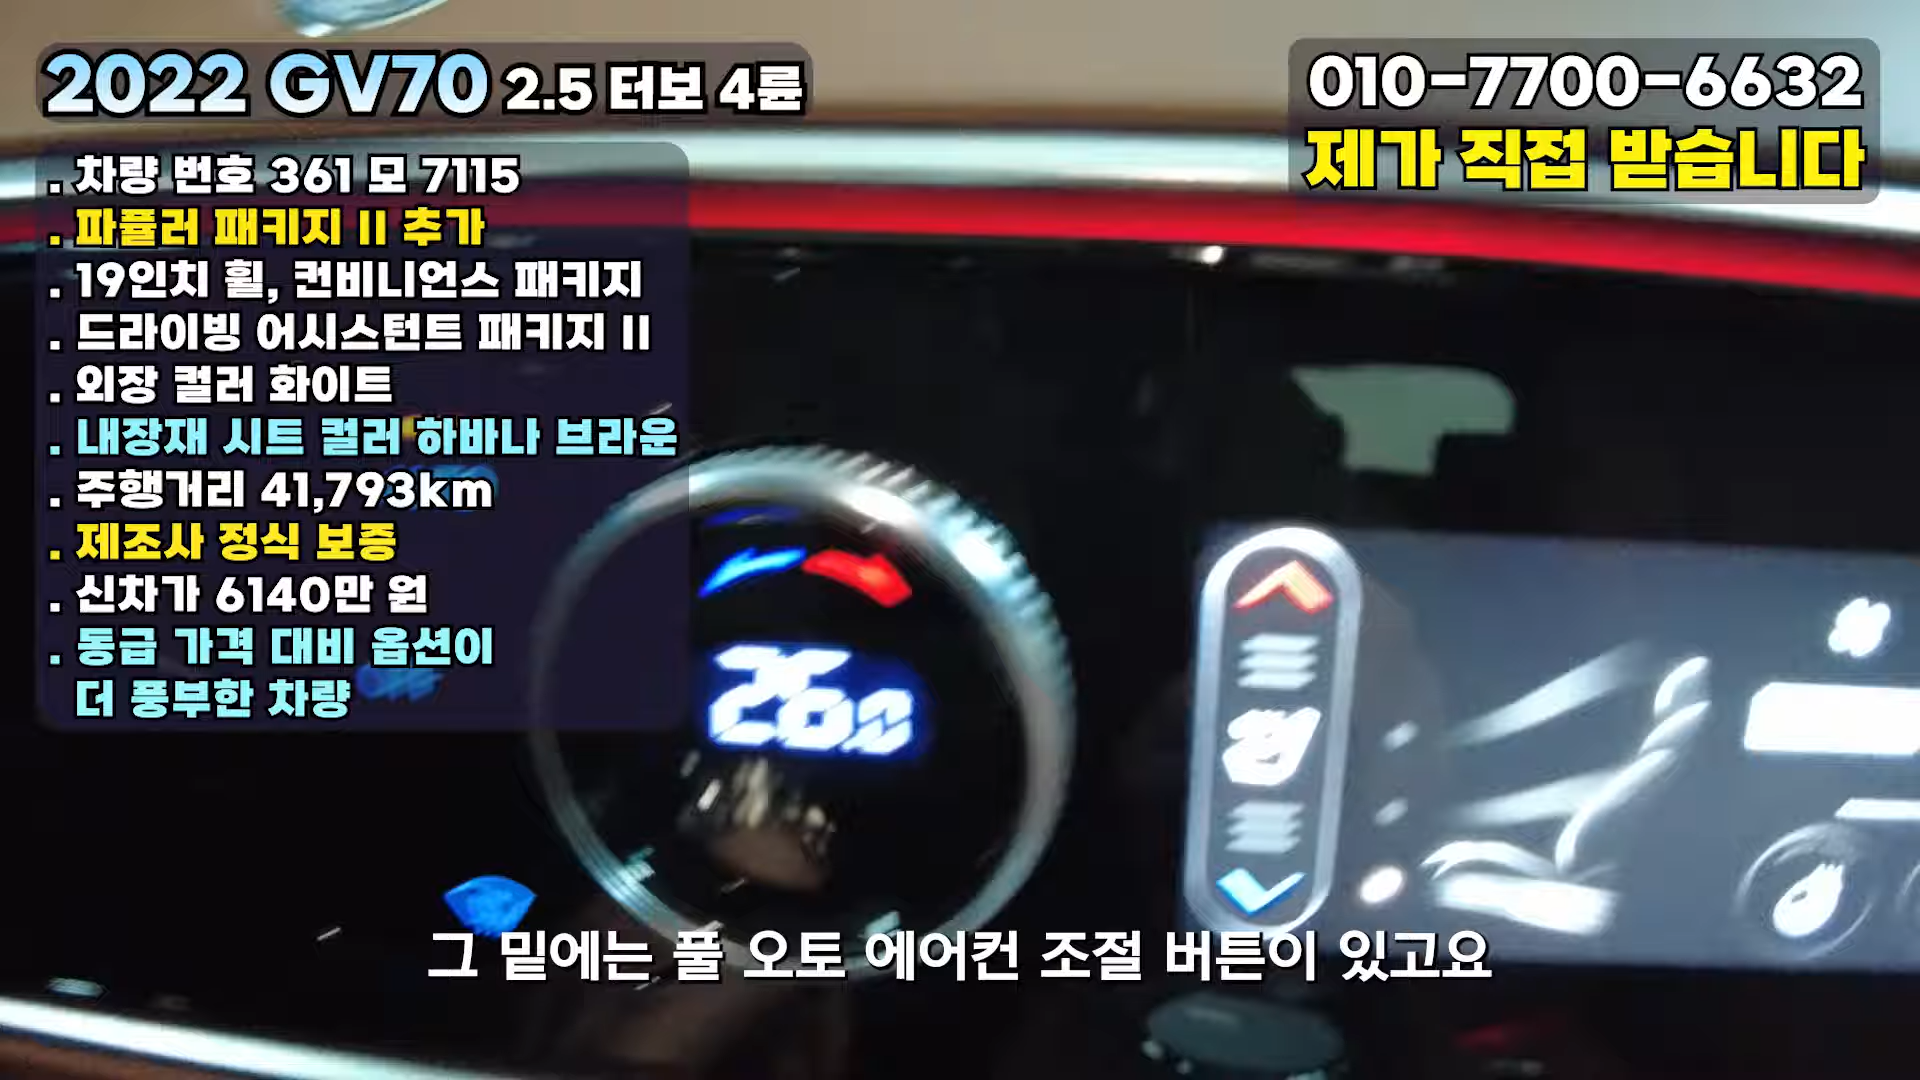 2022 GV70 2.5 터보 4륜
. 차량 번호 361 모 7115
. 파퓰러 패키지 II 추가
. 19인치 휠, 컨비니언스 패키지
. 드라이빙 어시스턴트 패키지 II
. 외장 컬러 화이트
. 내장재 시트 컬러 하바나 브라운
. 주행거리 41,793km
. 제조사 정식 보증
. 신차가 6140만 원
. 동급 가격 대비 옵션이
더 풍부한 차량
010-7700-6632
제가 직접 받습니다
26.0
그 밑에는 풀 오토 에어컨 조절 버튼이 있고요